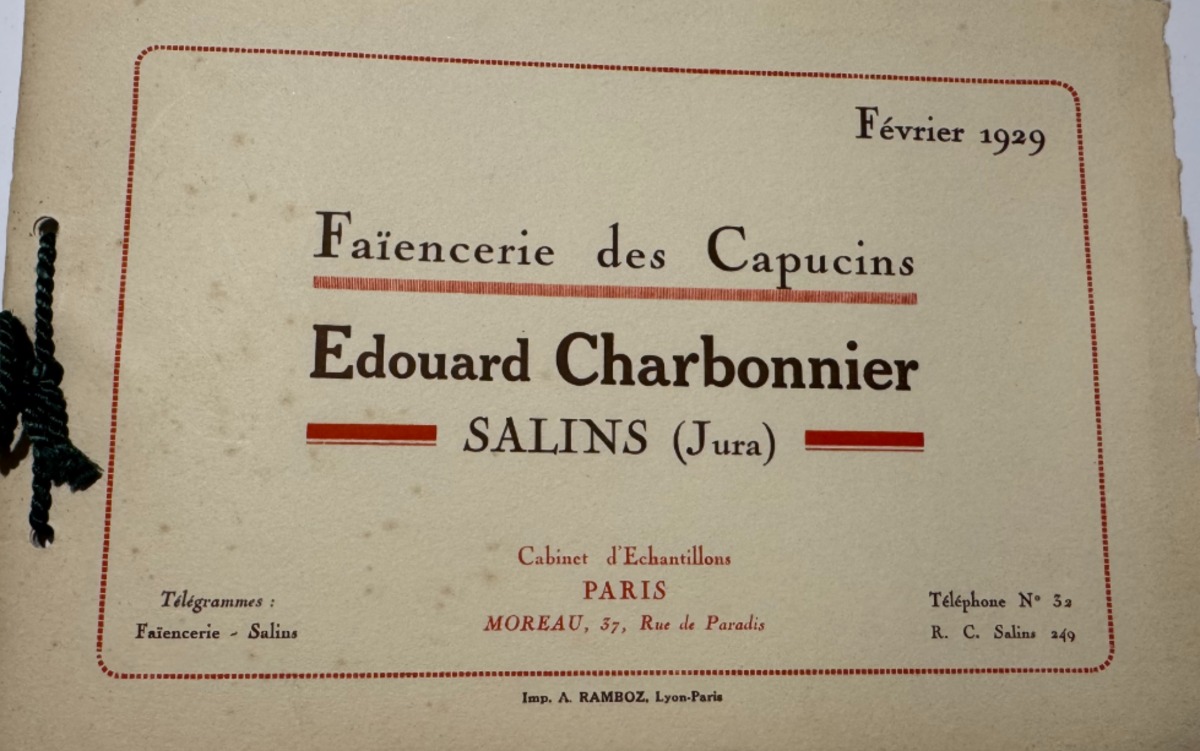 Février 1929
Faïencerie des Capucins
Edouard Charbonnier
SALINS (Jura)
Cabinet d'Echantillons
PARIS
MOREAU, 37, Rue de Paradis
Télégrammes :
Faïencerie - Salins
Téléphone Nº 32
R. C. Salins 249
Imp. A. RAMBOZ, Lyon-Paris